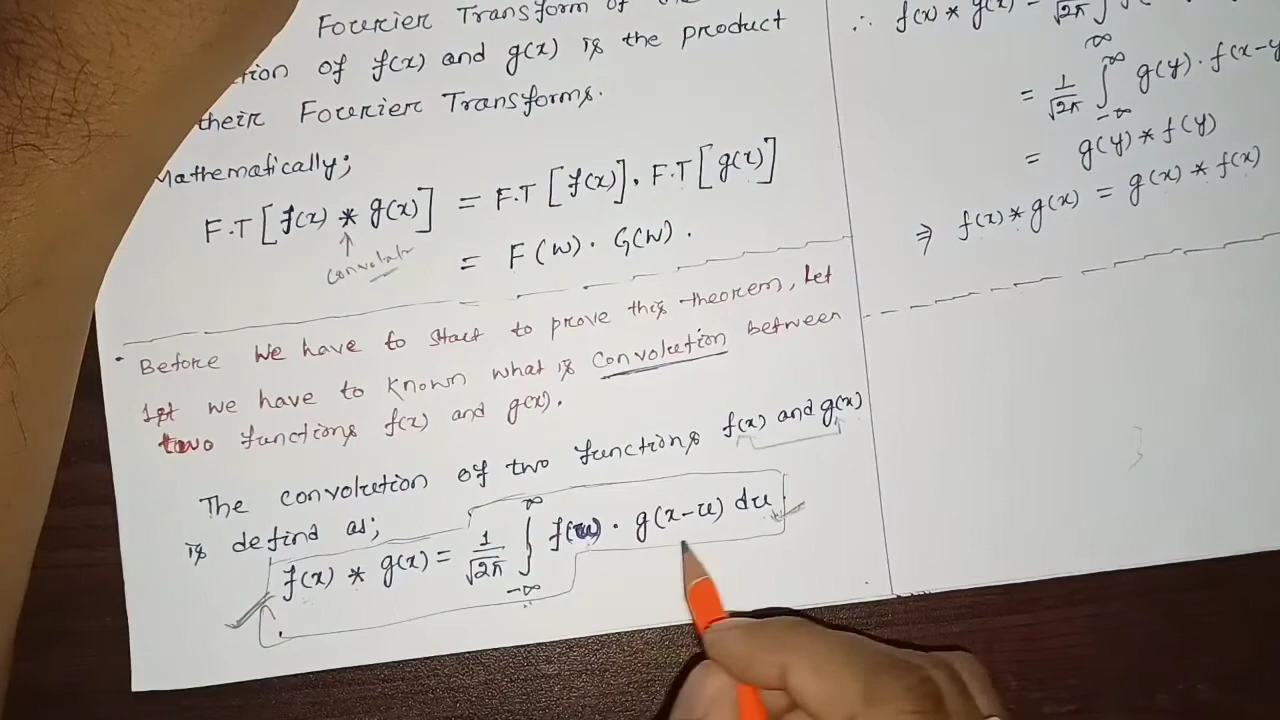 Fourier Transform of
tion of f(x) and g(x) is the product
their Fourier Transforms.
Mathematically;
F.T [f(x) * g(x)] = F.T [f(x)] . F.T [g(x)]
convolute
= F(w) . G(w) .
• Before we have to start to prove this theorem, let
1st we have to known what is convolution between
two functions f(x) and g(x).
The convolution of two functions f(x) and g(x)
is defind as;
f(x) * g(x) = 1/√2π ∫_{-∞}^{∞} f(u) . g(x-u) du
∴ f(x) * g(x) = 1/√2π ∫
= 1/√2π ∫_{-∞}^{∞} g(y) . f(x-y
= g(y) * f(y)
⇒ f(x) * g(x) = g(x) * f(x)